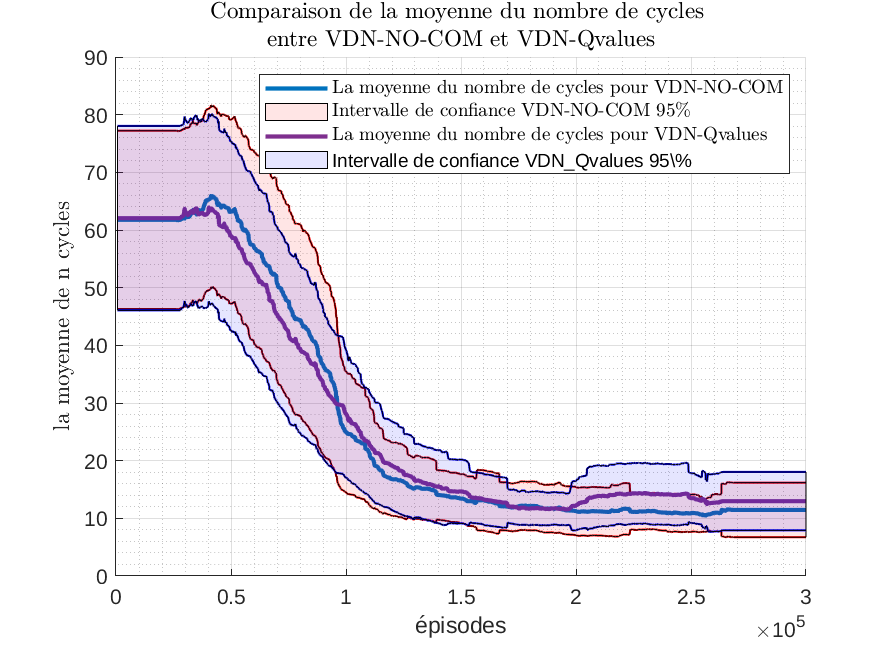 Comparaison de la moyenne du nombre de cycles
entre VDN-NO-COM et VDN-Qvalues
La moyenne du nombre de cycles pour VDN-NO-COM
Intervalle de confiance VDN-NO-COM 95%
La moyenne du nombre de cycles pour VDN-Qvalues
Intervalle de confiance VDN_Qvalues 95\%
la moyenne de n cycles
90
80
70
60
50
40
30
20
10
0
0 0.5 1 1.5 2 2.5 3
épisodes
×10^5